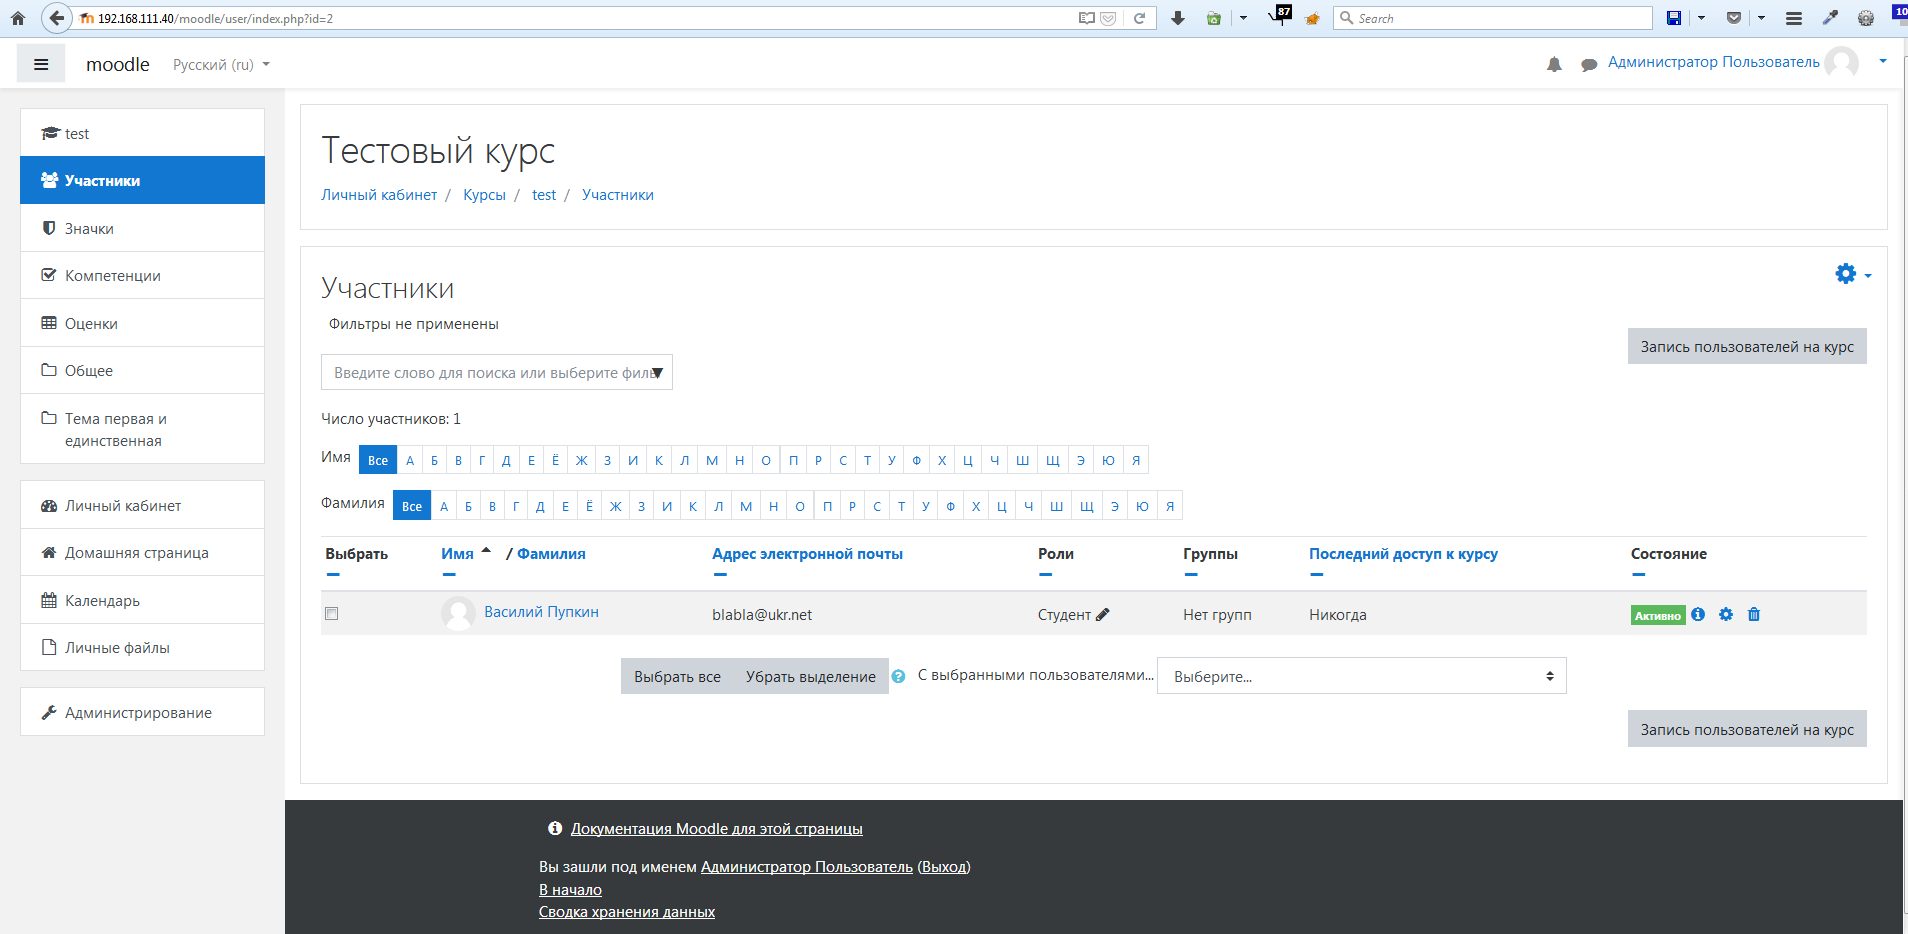 192.168.111.40/moodle/user/index.php?id=2
87
Search
10
moodle
Русский (ru)
Администратор Пользователь
test
Участники
Значки
Компетенции
Оценки
Общее
Тема первая и
единственная
Личный кабинет
Домашняя страница
Календарь
Личные файлы
Администрирование
Тестовый курс
Личный кабинет / Курсы / test / Участники
Участники
Фильтры не применены
Запись пользователей на курс
Введите слово для поиска или выберите филь
Число участников: 1
Имя Все А Б В Г Д Е Ё Ж З И К Л М Н О П Р С Т У Ф Х Ц Ч Ш Щ Э Ю Я
Фамилия Все А Б В Г Д Е Ё Ж З И К Л М Н О П Р С Т У Ф Х Ц Ч Ш Щ Э Ю Я
Выбрать Имя / Фамилия Адрес электронной почты Роли Группы Последний доступ к курсу Состояние
Василий Пупкин blabla@ukr.net Студент Нет групп Никогда Активно
Выбрать все Убрать выделение ? С выбранными пользователями... Выберите...
Запись пользователей на курс
Документация Moodle для этой страницы
Вы зашли под именем Администратор Пользователь (Выход)
В начало
Сводка хранения данных